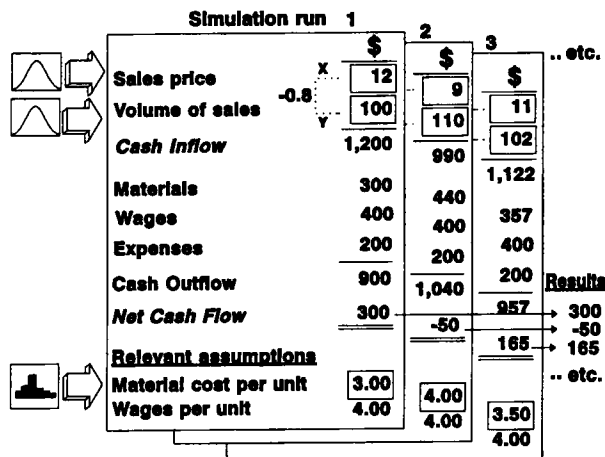 Simulation run 1 2 3 .. etc.
$ $ $
Sales price 12 9 11
X
-0.8
Volume of sales 100 110 102
Y
Cash Inflow 1,200 990 1,122
Materials 300 440 357
Wages 400 400 400
Expenses 200 200 200
Cash Outflow 900 1,040 957
Results
Net Cash Flow 300 -50 165
300
-50
165
.. etc.
Relevant assumptions
Material cost per unit 3.00 4.00 3.50
Wages per unit 4.00 4.00 4.00